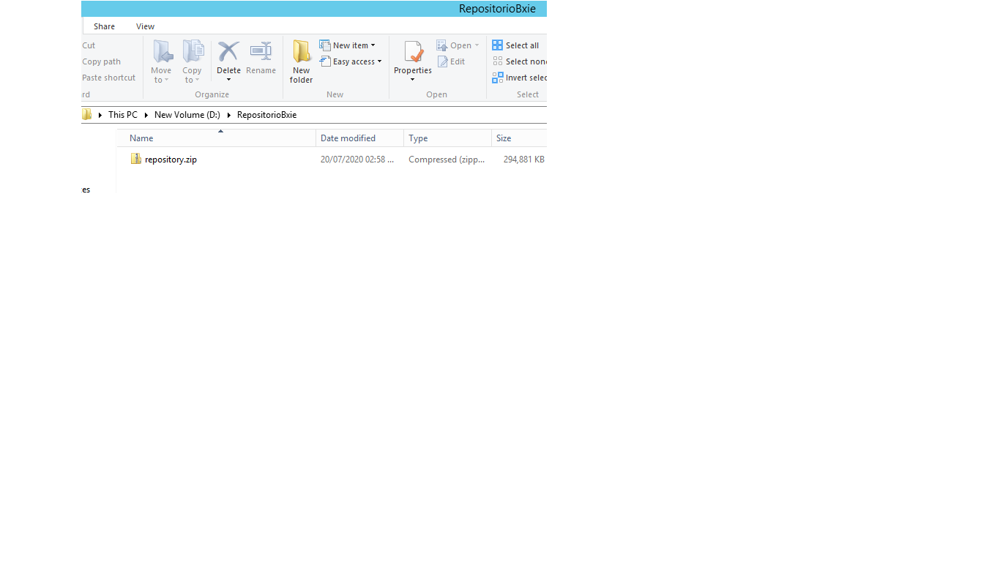 RepositorioBxie
Share View
Cut
Copy path
Paste shortcut
Move to
Copy to
Delete
Rename
Organize
New folder
New item
Easy access
New
Properties
Open
Edit
Open
Select all
Select none
Invert selec
Select
This PC New Volume (D:) RepositorioBxie
Name Date modified Type Size
repository.zip 20/07/2020 02:58 ... Compressed (zipp... 294,881 KB